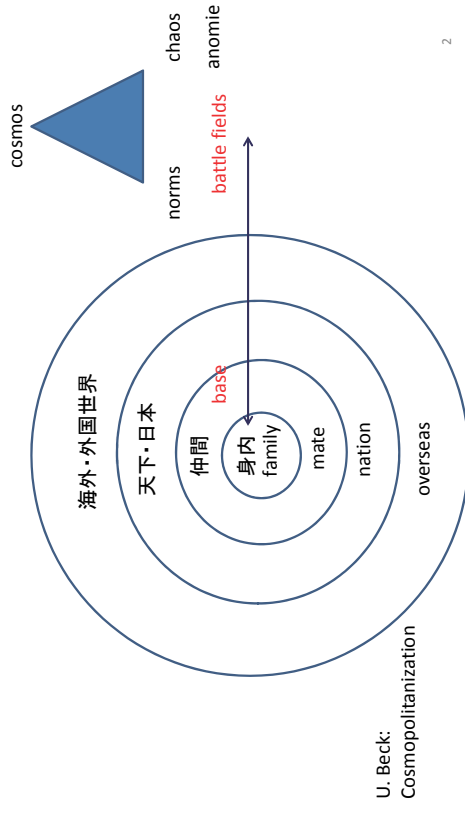 cosmos
norms
chaos
anomie
base
battle fields
海外・外国世界
天下・日本
仲間
身内
family
mate
nation
overseas
U. Beck:
Cosmopolitanization
2